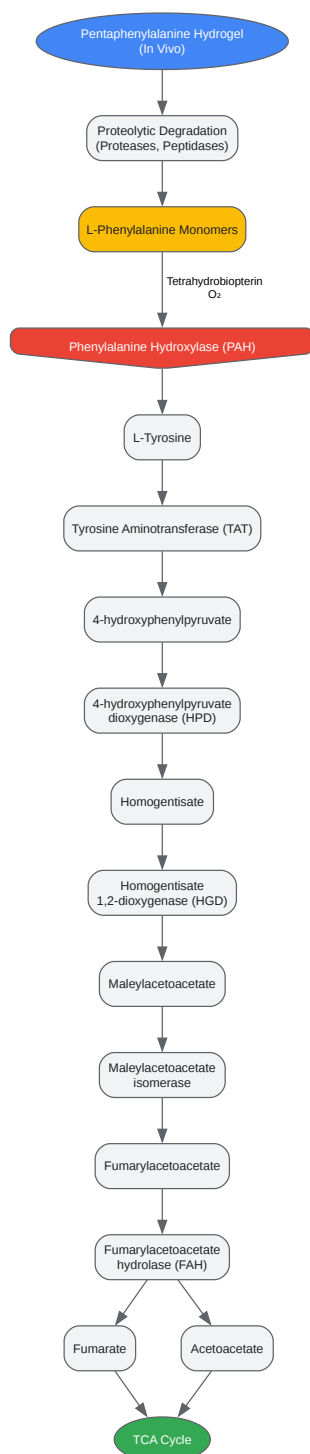 Pentaphenylalanine Hydrogel
(In Vivo)
Proteolytic Degradation
(Proteases, Peptidases)
L-Phenylalanine Monomers
Tetrahydrobiopterin
O₂
Phenylalanine Hydroxylase (PAH)
L-Tyrosine
Tyrosine Aminotransferase (TAT)
4-hydroxyphenylpyruvate
4-hydroxyphenylpyruvate
dioxygenase (HPD)
Homogentisate
Homogentisate
1,2-dioxygenase (HGD)
Maleylacetoacetate
Maleylacetoacetate
isomerase
Fumarylacetoacetate
Fumarylacetoacetate
hydrolase (FAH)
Fumarate
Acetoacetate
TCA Cycle